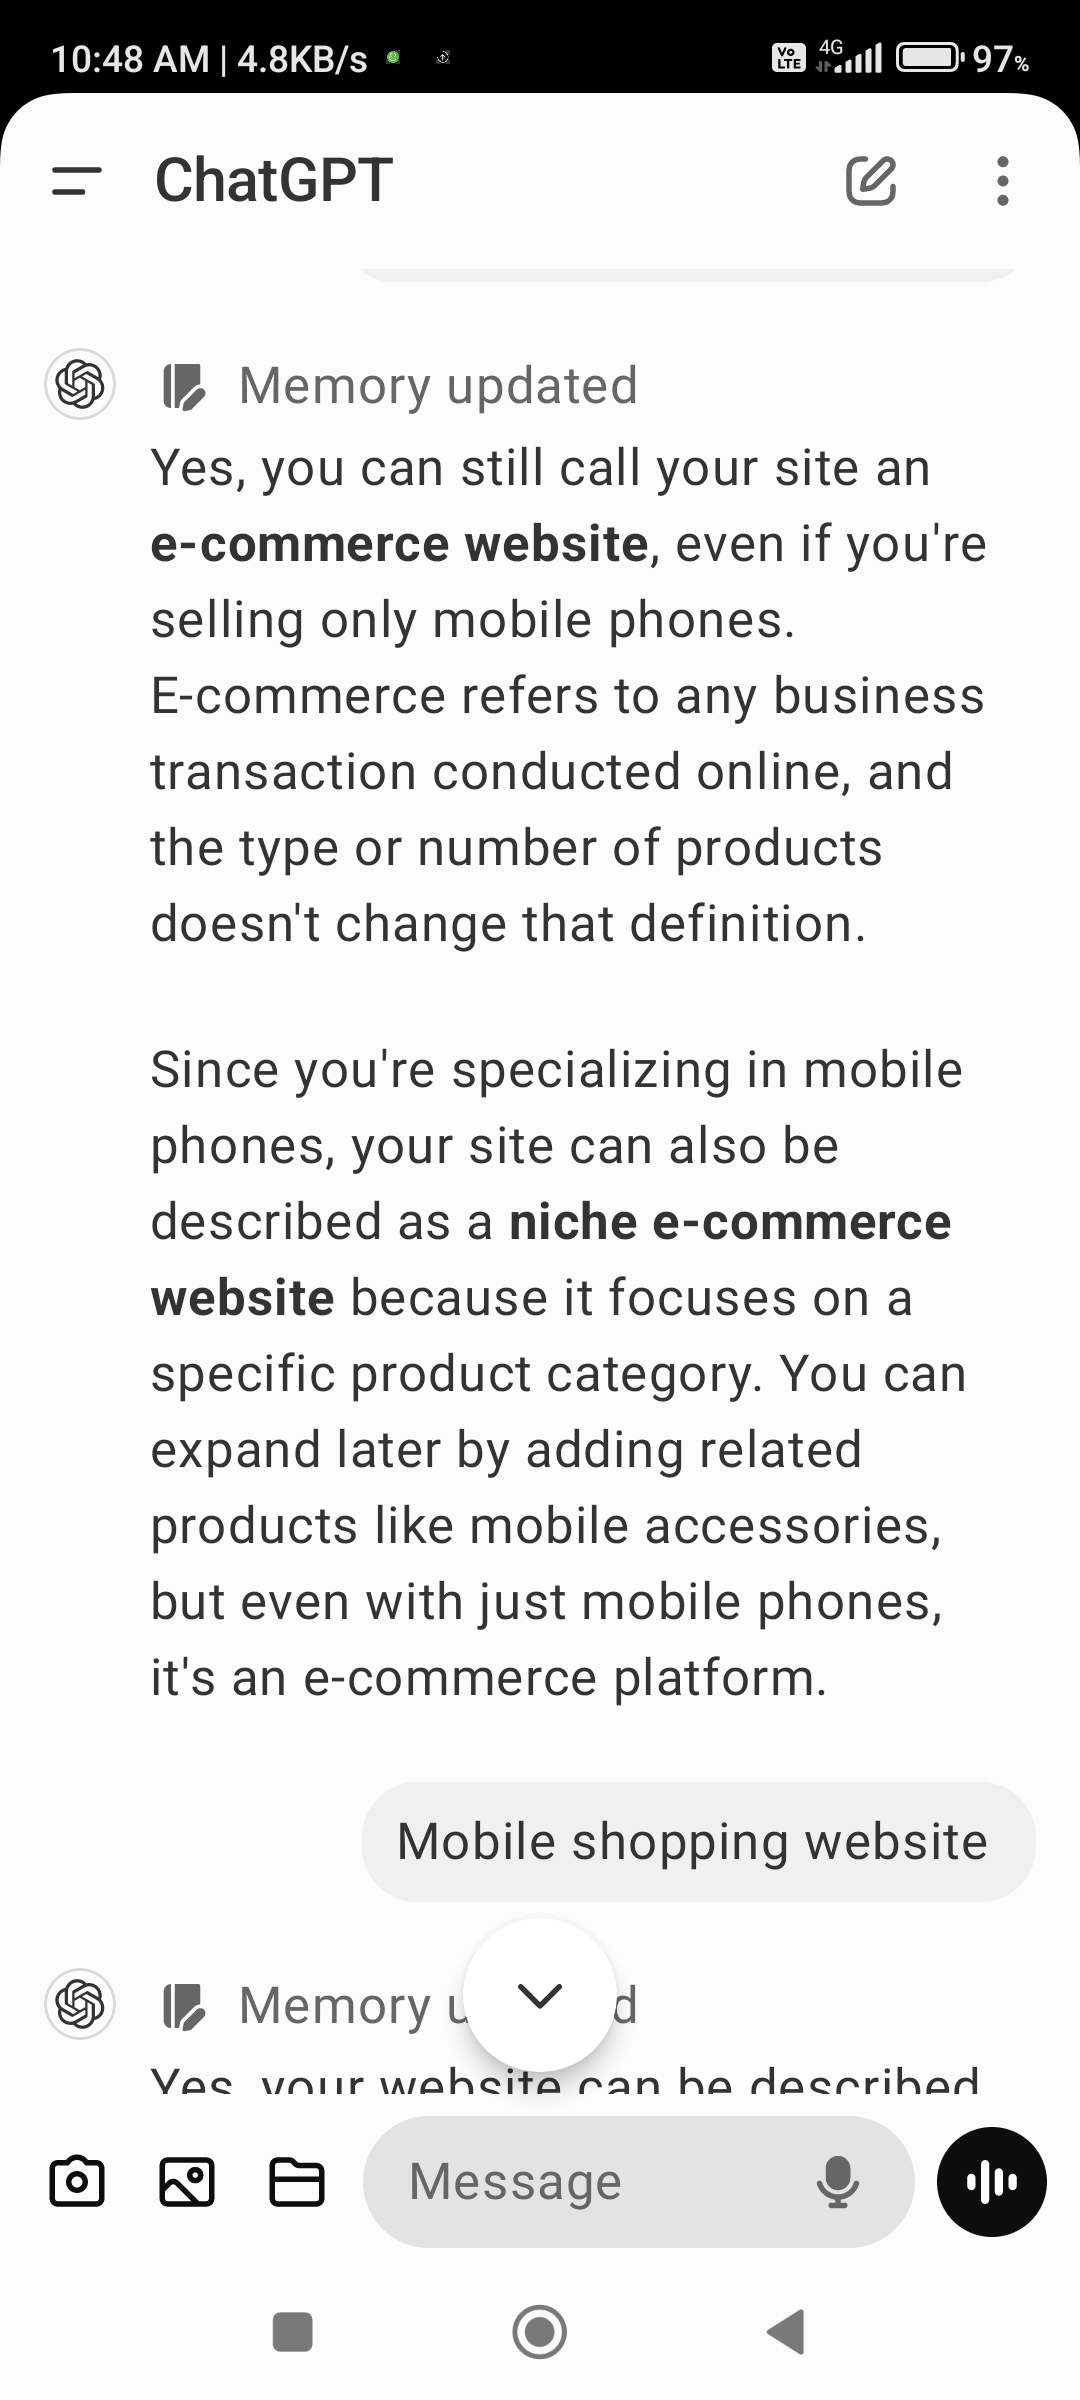 10:48 AM | 4.8KB/s
Vo LTE
4G
97%
ChatGPT
Memory updated
Yes, you can still call your site an
e-commerce website, even if you're
selling only mobile phones.
E-commerce refers to any business
transaction conducted online, and
the type or number of products
doesn't change that definition.
Since you're specializing in mobile
phones, your site can also be
described as a niche e-commerce
website because it focuses on a
specific product category. You can
expand later by adding related
products like mobile accessories,
but even with just mobile phones,
it's an e-commerce platform.
Mobile shopping website
Memory
Yes, your website can be described
Message